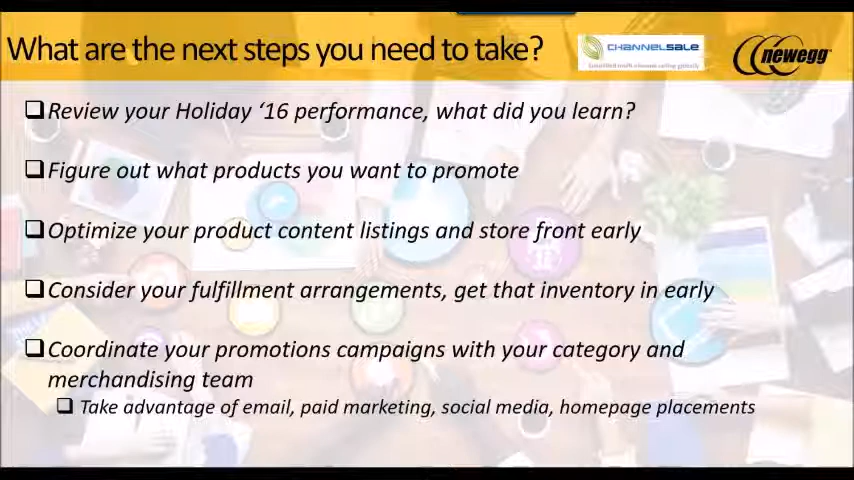 What are the next steps you need to take?
CHANNELSALE
newegg
Review your Holiday ‘16 performance, what did you learn?
Figure out what products you want to promote
Optimize your product content listings and store front early
Consider your fulfillment arrangements, get that inventory in early
Coordinate your promotions campaigns with your category and
merchandising team
Take advantage of email, paid marketing, social media, homepage placements